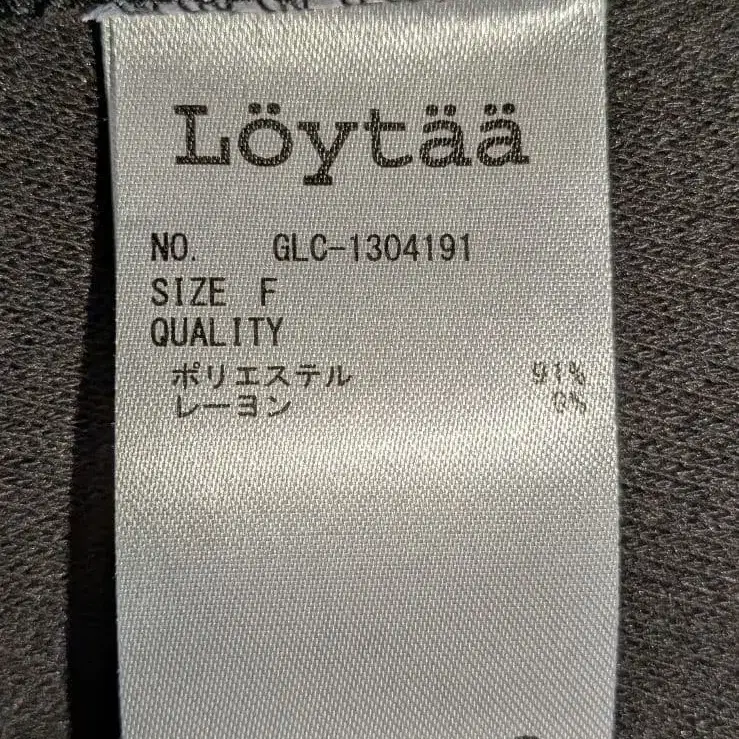 Löytää
NO. GLC-1304191
SIZE F
QUALITY
ポリエステル 91%
レーヨン